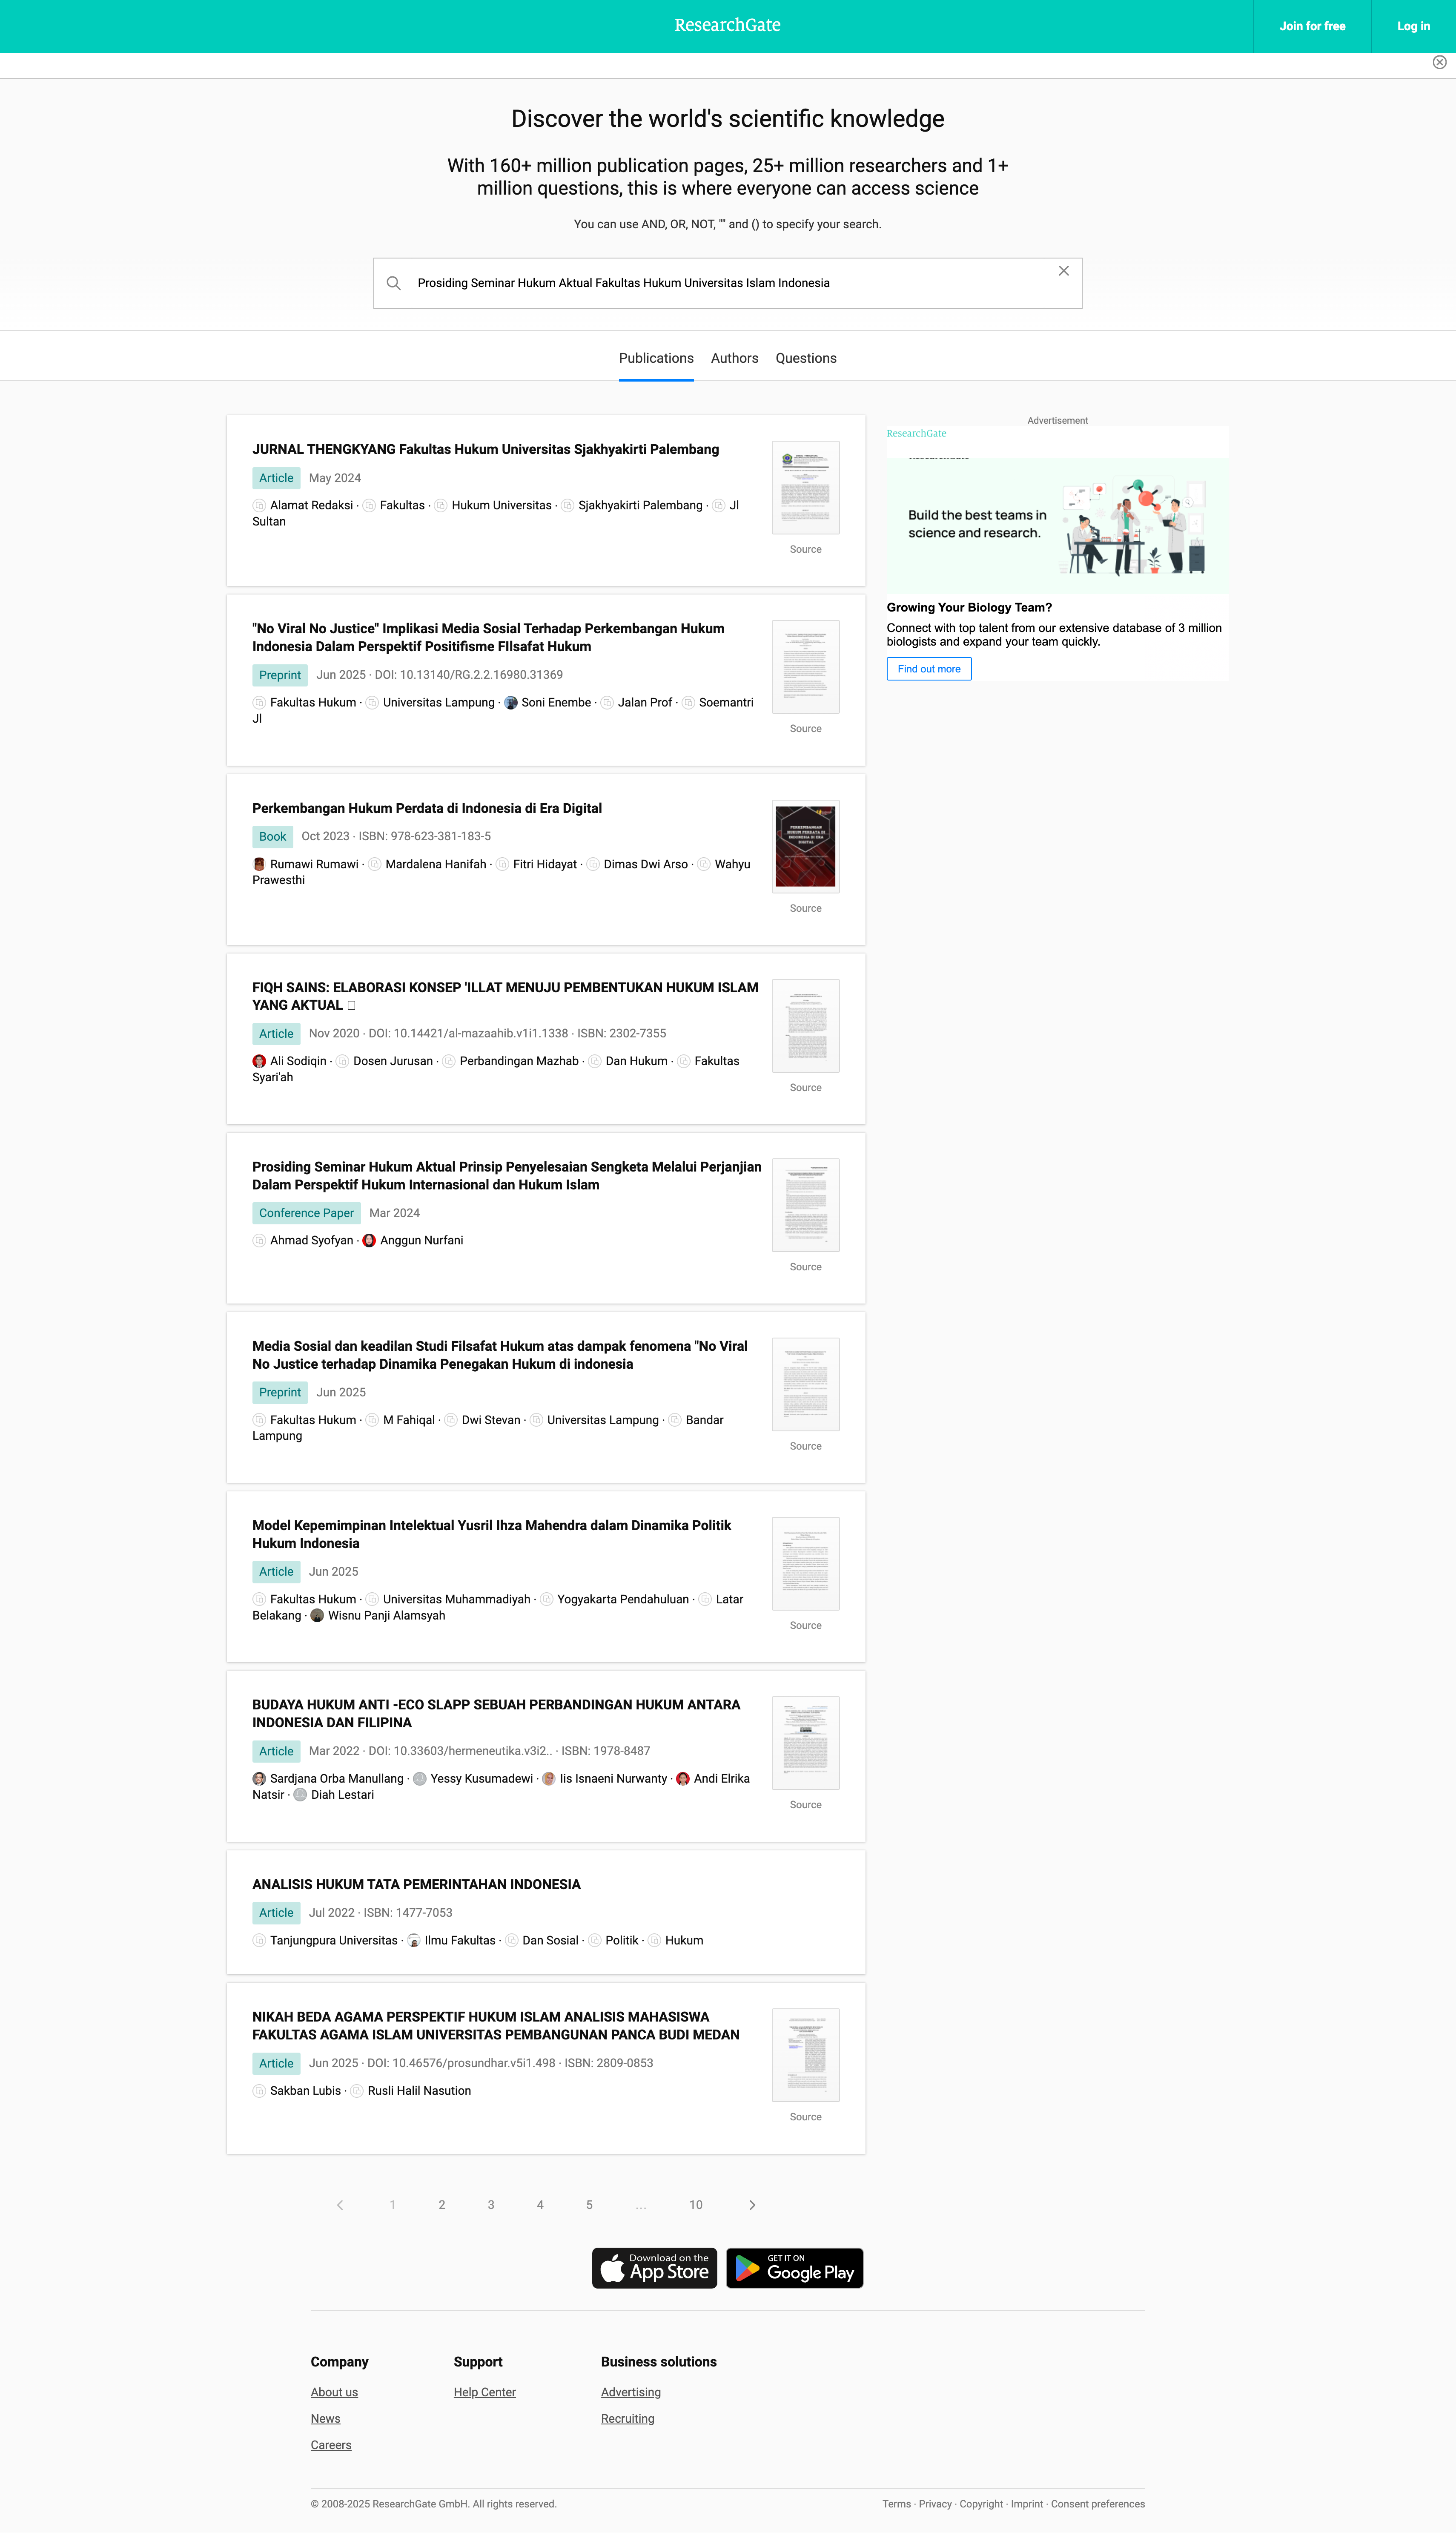 ResearchGate
Join for free
Log in
Discover the world's scientific knowledge
With 160+ million publication pages, 25+ million researchers and 1+
million questions, this is where everyone can access science
You can use AND, OR, NOT, "" and () to specify your search.
Prosiding Seminar Hukum Aktual Fakultas Hukum Universitas Islam Indonesia
Publications Authors Questions
JURNAL THENGKYANG Fakultas Hukum Universitas Sjakhyakirti Palembang
Article May 2024
Alamat Redaksi · Fakultas · Hukum Universitas · Sjakhyakirti Palembang · Jl
Sultan
Source
"No Viral No Justice" Implikasi Media Sosial Terhadap Perkembangan Hukum
Indonesia Dalam Perspektif Positifisme FIlsafat Hukum
Preprint Jun 2025 · DOI: 10.13140/RG.2.2.16980.31369
Fakultas Hukum · Universitas Lampung · Soni Enembe · Jalan Prof · Soemantri
Jl
Source
Perkembangan Hukum Perdata di Indonesia di Era Digital
Book Oct 2023 · ISBN: 978-623-381-183-5
Rumawi Rumawi · Mardalena Hanifah · Fitri Hidayat · Dimas Dwi Arso · Wahyu
Prawesthi
PERKEMBANGAN
HUKUM PERDATA DI
INDONESIA DI ERA
DIGITAL
Source
FIQH SAINS: ELABORASI KONSEP 'ILLAT MENUJU PEMBENTUKAN HUKUM ISLAM
YANG AKTUAL 
Article Nov 2020 · DOI: 10.14421/al-mazaahib.v1i1.1338 · ISBN: 2302-7355
Ali Sodiqin · Dosen Jurusan · Perbandingan Mazhab · Dan Hukum · Fakultas
Syari'ah
Source
Prosiding Seminar Hukum Aktual Prinsip Penyelesaian Sengketa Melalui Perjanjian
Dalam Perspektif Hukum Internasional dan Hukum Islam
Conference Paper Mar 2024
Ahmad Syofyan · Anggun Nurfani
Source
Media Sosial dan keadilan Studi Filsafat Hukum atas dampak fenomena "No Viral
No Justice terhadap Dinamika Penegakan Hukum di indonesia
Preprint Jun 2025
Fakultas Hukum · M Fahiqal · Dwi Stevan · Universitas Lampung · Bandar
Lampung
Source
Model Kepemimpinan Intelektual Yusril Ihza Mahendra dalam Dinamika Politik
Hukum Indonesia
Article Jun 2025
Fakultas Hukum · Universitas Muhammadiyah · Yogyakarta Pendahuluan · Latar
Belakang · Wisnu Panji Alamsyah
Source
BUDAYA HUKUM ANTI -ECO SLAPP SEBUAH PERBANDINGAN HUKUM ANTARA
INDONESIA DAN FILIPINA
Article Mar 2022 · DOI: 10.33603/hermeneutika.v3i2.. · ISBN: 1978-8487
Sardjana Orba Manullang · Yessy Kusumadewi · Iis Isnaeni Nurwanty · Andi Elrika
Natsir · Diah Lestari
Source
ANALISIS HUKUM TATA PEMERINTAHAN INDONESIA
Article Jul 2022 · ISBN: 1477-7053
Tanjungpura Universitas · Ilmu Fakultas · Dan Sosial · Politik · Hukum
NIKAH BEDA AGAMA PERSPEKTIF HUKUM ISLAM ANALISIS MAHASISWA
FAKULTAS AGAMA ISLAM UNIVERSITAS PEMBANGUNAN PANCA BUDI MEDAN
Article Jun 2025 · DOI: 10.46576/prosundhar.v5i1.498 · ISBN: 2809-0853
Sakban Lubis · Rusli Halil Nasution
Source
Advertisement
ResearchGate
Build the best teams in
science and research.
Growing Your Biology Team?
Connect with top talent from our extensive database of 3 million
biologists and expand your team quickly.
Find out more
1 2 3 4 5 ... 10
Download on the
App Store
GET IT ON
Google Play
Company
About us
News
Careers
Support
Help Center
Business solutions
Advertising
Recruiting
© 2008-2025 ResearchGate GmbH. All rights reserved.
Terms · Privacy · Copyright · Imprint · Consent preferences